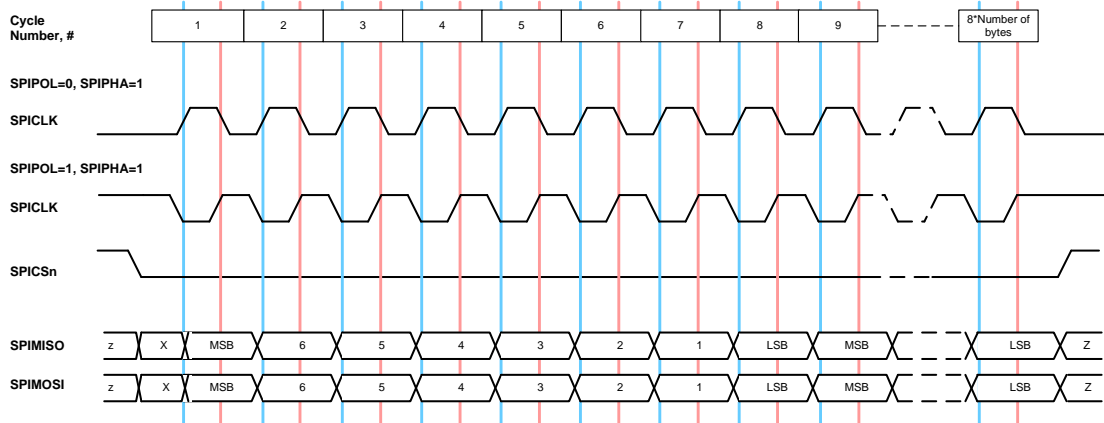 Cycle
Number, #
1 2 3 4 5 6 7 8 9
8*Number of
bytes
SPIPOL=0, SPIPHA=1
SPICLK
SPIPOL=1, SPIPHA=1
SPICLK
SPICSn
SPIMISO z X MSB 6 5 4 3 2 1 LSB MSB LSB Z
SPIMOSI z X MSB 6 5 4 3 2 1 LSB MSB LSB Z